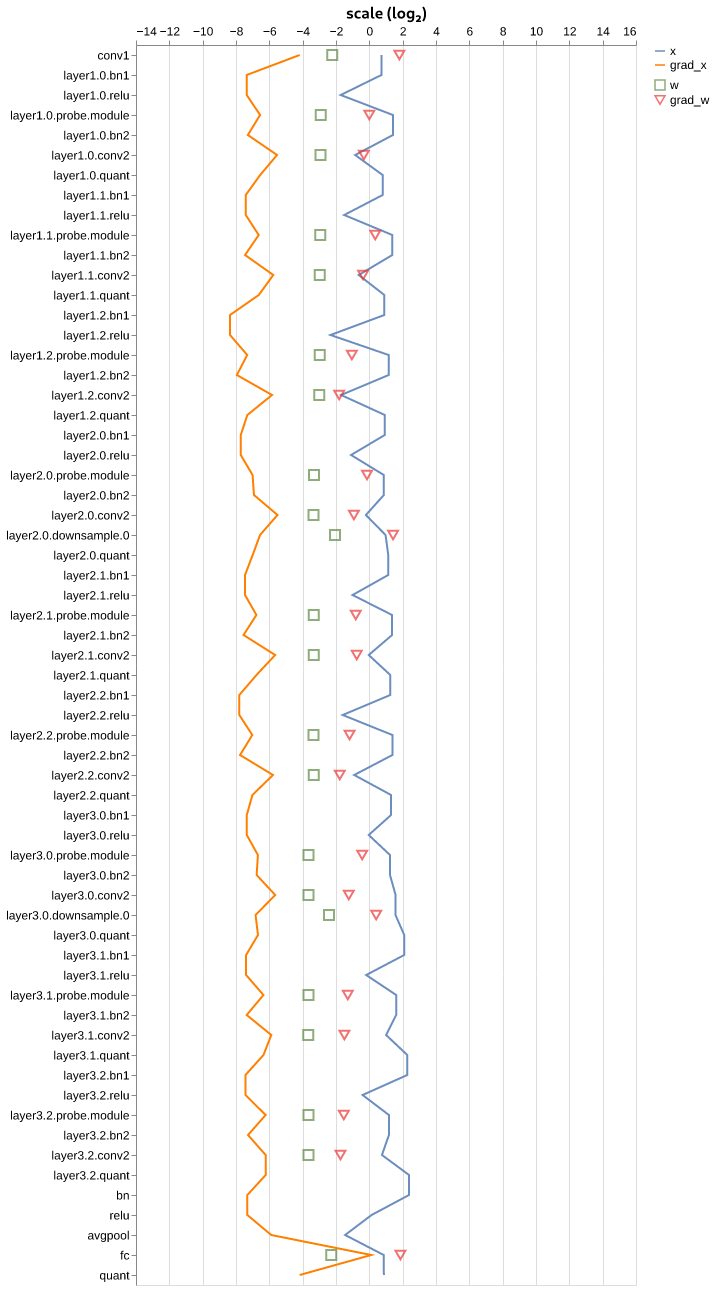 scale (log₂)
−14 −12 −10 −8 −6 −4 −2 0 2 4 6 8 10 12 14 16
x
grad_x
w
grad_w
conv1
layer1.0.bn1
layer1.0.relu
layer1.0.probe.module
layer1.0.bn2
layer1.0.conv2
layer1.0.quant
layer1.1.bn1
layer1.1.relu
layer1.1.probe.module
layer1.1.bn2
layer1.1.conv2
layer1.1.quant
layer1.2.bn1
layer1.2.relu
layer1.2.probe.module
layer1.2.bn2
layer1.2.conv2
layer1.2.quant
layer2.0.bn1
layer2.0.relu
layer2.0.probe.module
layer2.0.bn2
layer2.0.conv2
layer2.0.downsample.0
layer2.0.quant
layer2.1.bn1
layer2.1.relu
layer2.1.probe.module
layer2.1.bn2
layer2.1.conv2
layer2.1.quant
layer2.2.bn1
layer2.2.relu
layer2.2.probe.module
layer2.2.bn2
layer2.2.conv2
layer2.2.quant
layer3.0.bn1
layer3.0.relu
layer3.0.probe.module
layer3.0.bn2
layer3.0.conv2
layer3.0.downsample.0
layer3.0.quant
layer3.1.bn1
layer3.1.relu
layer3.1.probe.module
layer3.1.bn2
layer3.1.conv2
layer3.1.quant
layer3.2.bn1
layer3.2.relu
layer3.2.probe.module
layer3.2.bn2
layer3.2.conv2
layer3.2.quant
bn
relu
avgpool
fc
quant